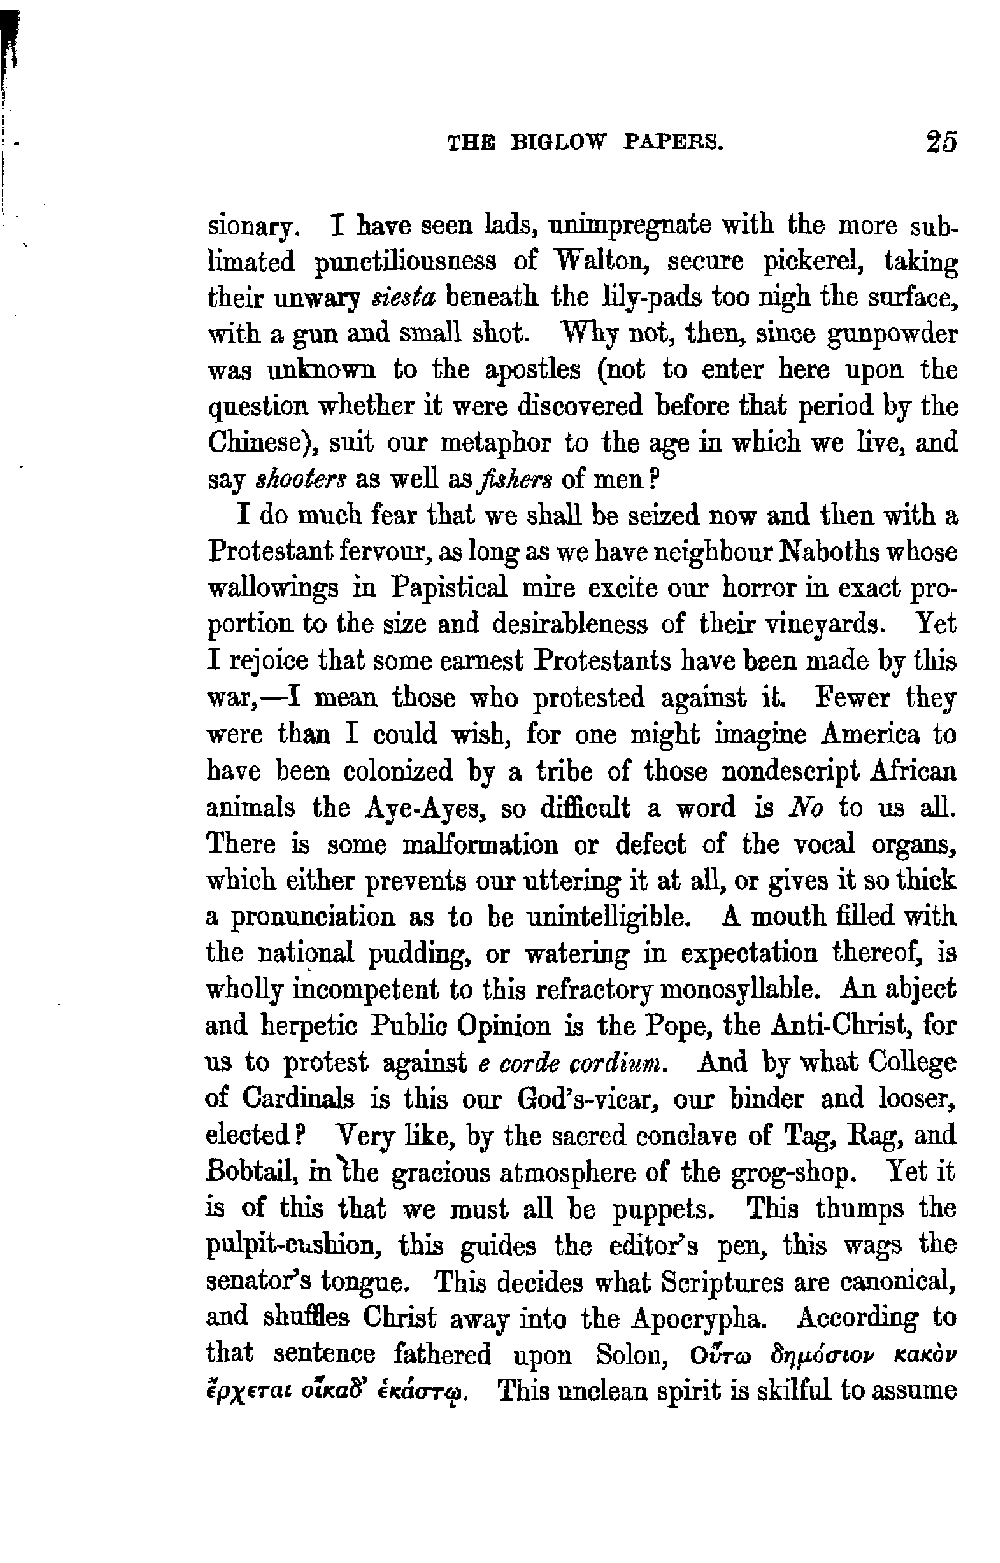 THE BIGLOW PAPERS. 25
sionary. I have seen lads, unimpregnate with the more sub-
limated punctiliousness of Walton, secure pickerel, taking
their unwary siesta beneath the lily-pads too nigh the surface,
with a gun and small shot. Why not, then, since gunpowder
was unknown to the apostles (not to enter here upon the
question whether it were discovered before that period by the
Chinese), suit our metaphor to the age in which we live, and
say shooters as well as fishers of men?
I do much fear that we shall be seized now and then with a
Protestant fervour, as long as we have neighbour Naboths whose
wallowings in Papistical mire excite our horror in exact pro-
portion to the size and desirableness of their vineyards. Yet
I rejoice that some earnest Protestants have been made by this
war,—I mean those who protested against it. Fewer they
were than I could wish, for one might imagine America to
have been colonized by a tribe of those nondescript African
animals the Aye-Ayes, so difficult a word is No to us all.
There is some malformation or defect of the vocal organs,
which either prevents our uttering it at all, or gives it so thick
a pronunciation as to be unintelligible. A mouth filled with
the national pudding, or watering in expectation thereof, is
wholly incompetent to this refractory monosyllable. An abject
and herpetic Public Opinion is the Pope, the Anti-Christ, for
us to protest against e corde cordium. And by what College
of Cardinals is this our God's-vicar, our binder and looser,
elected? Very like, by the sacred conclave of Tag, Rag, and
Bobtail, in the gracious atmosphere of the grog-shop. Yet it
is of this that we must all be puppets. This thumps the
pulpit-cushion, this guides the editor's pen, this wags the
senator's tongue. This decides what Scriptures are canonical,
and shuffles Christ away into the Apocrypha. According to
that sentence fathered upon Solon, Οὕτω δημόσιον κακὸν
ἔρχεται οἴκαδ' ἑκάστῳ. This unclean spirit is skilful to assume